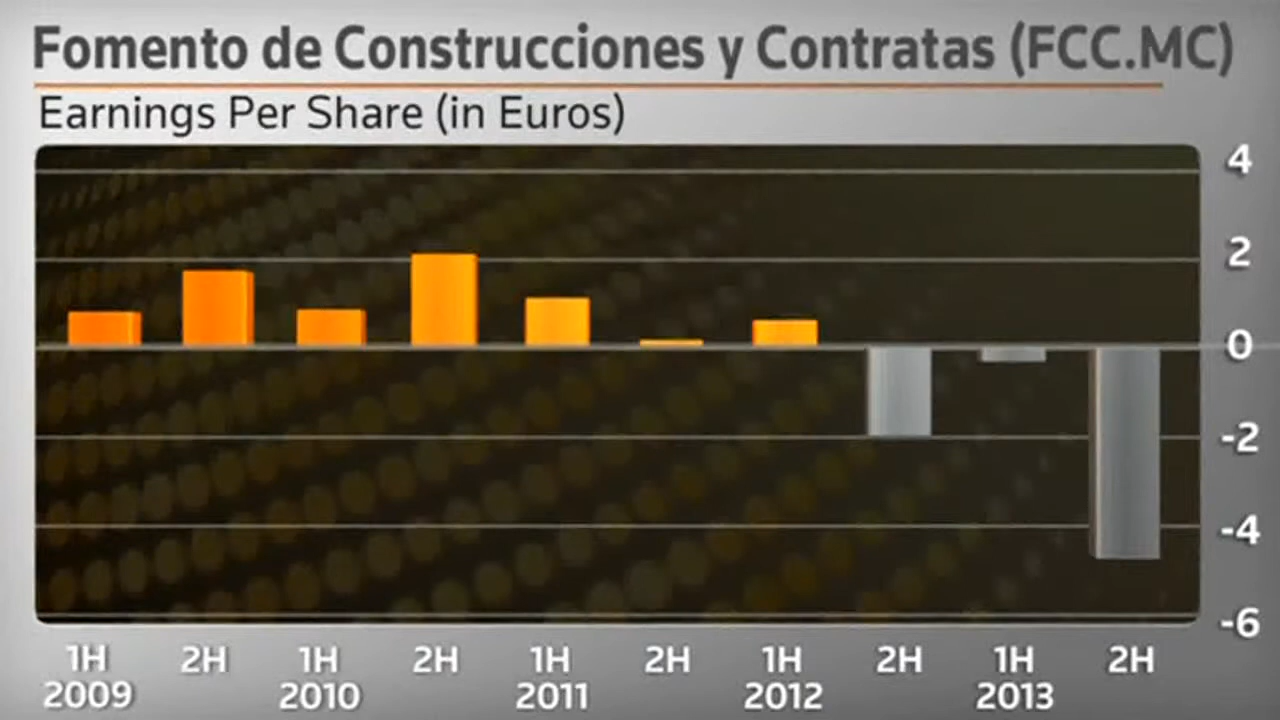 Fomento de Construcciones y Contratas (FCC.MC)
Earnings Per Share (in Euros)
4
2
0
-2
-4
-6
1H 2H 1H 2H 1H 2H 1H 2H 1H 2H
2009 2010 2011 2012 2013